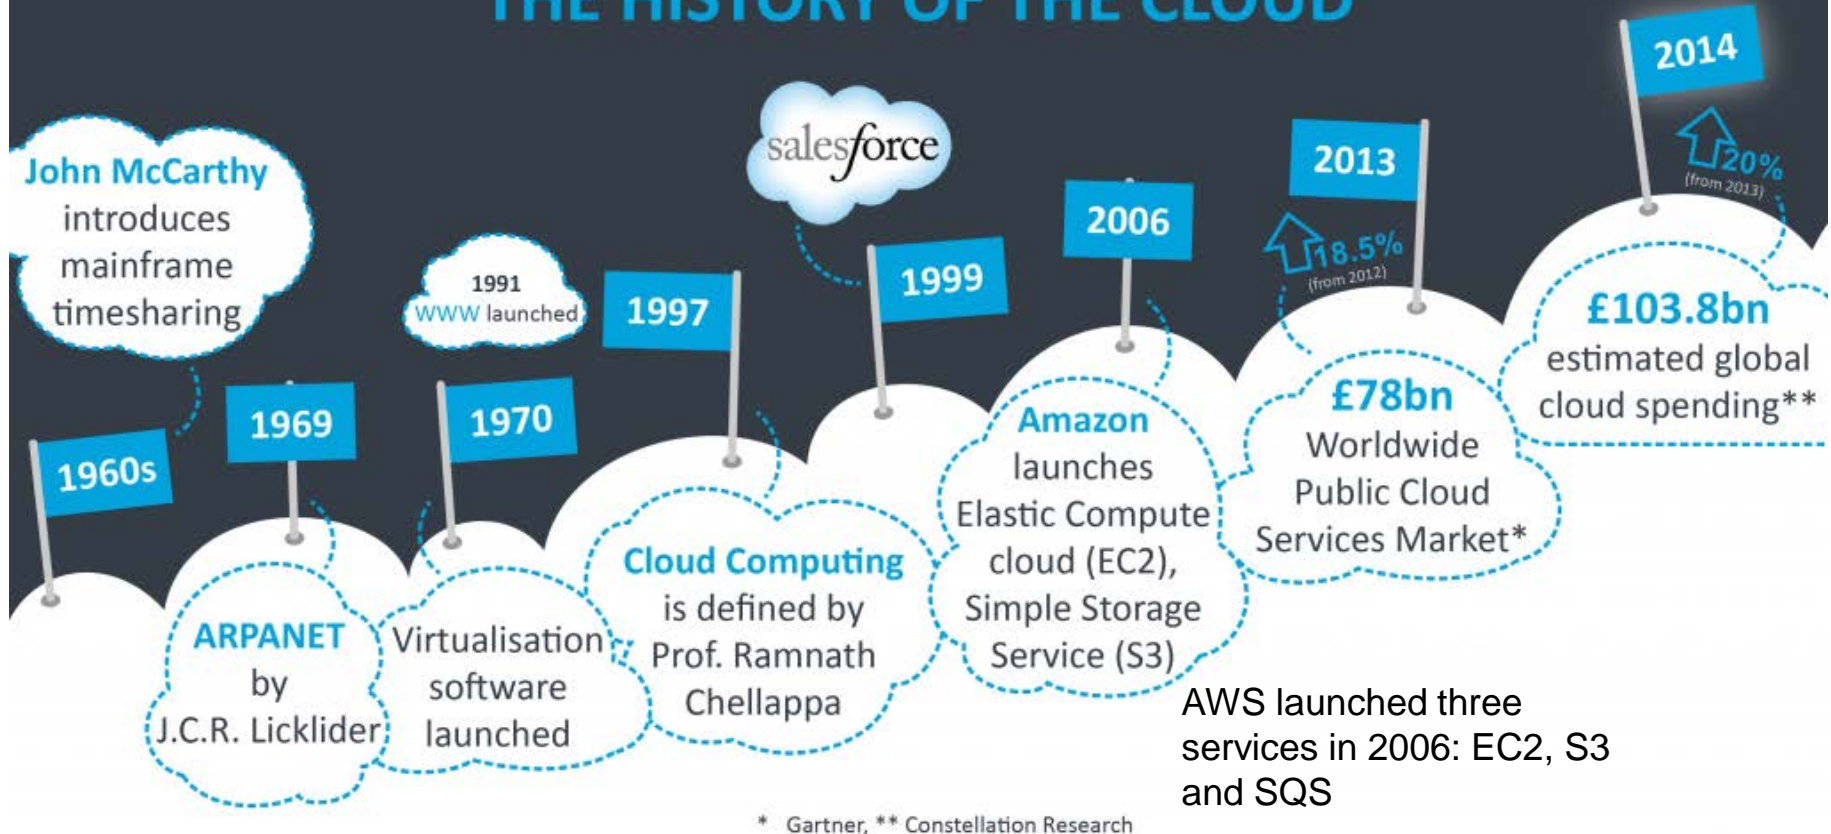 THE HISTORY OF THE CLOUD
John McCarthy
introduces
mainframe
timesharing
1960s
1969
ARPANET
by
J.C.R. Licklider
1970
Virtualisation
software
launched
1991
WWW launched
1997
Cloud Computing
is defined by
Prof. Ramnath
Chellappa
salesforce
1999
2006
Amazon
launches
Elastic Compute
cloud (EC2),
Simple Storage
Service (S3)
2013
18.5%
(from 2012)
£78bn
Worldwide
Public Cloud
Services Market*
2014
20%
(from 2013)
£103.8bn
estimated global
cloud spending**
AWS launched three
services in 2006: EC2, S3
and SQS
* Gartner, ** Constellation Research